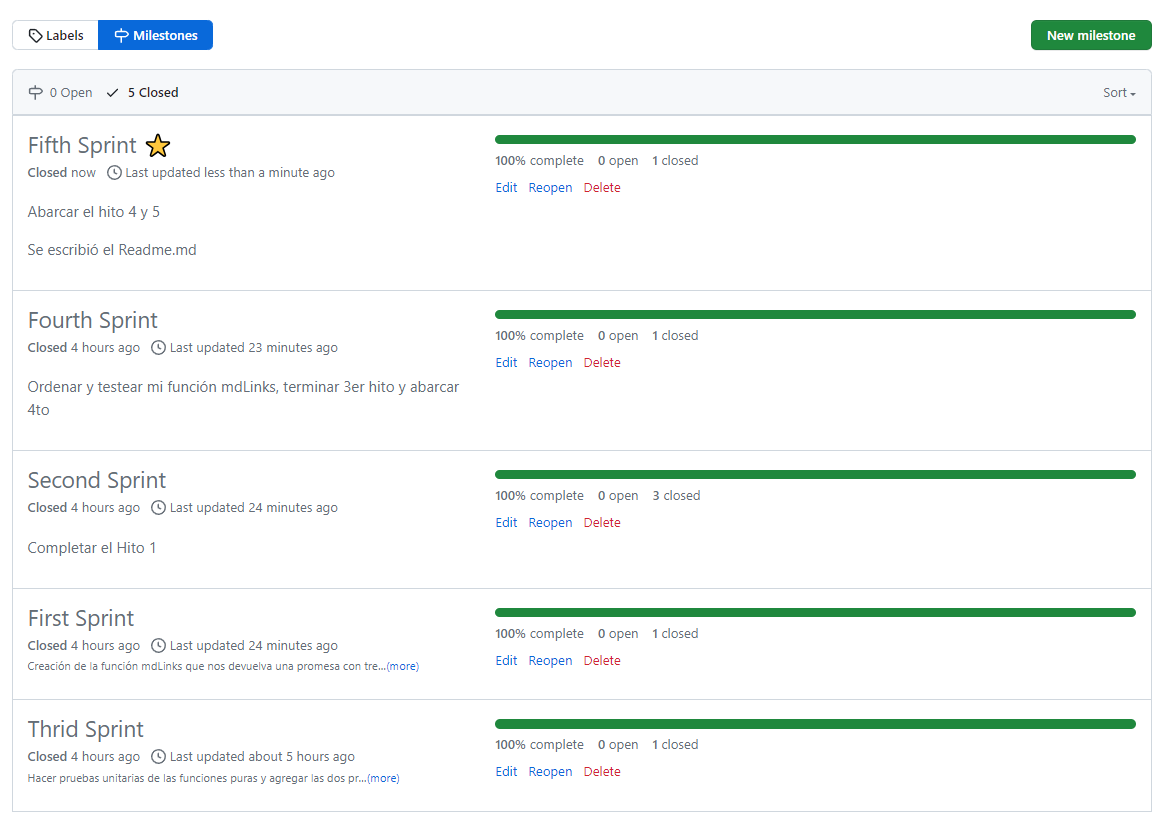 Labels Milestones New milestone
0 Open 5 Closed Sort
Fifth Sprint ⭐
Closed now Last updated less than a minute ago
100% complete 0 open 1 closed
Edit Reopen Delete
Abarcar el hito 4 y 5
Se escribió el Readme.md
Fourth Sprint
Closed 4 hours ago Last updated 23 minutes ago
100% complete 0 open 1 closed
Edit Reopen Delete
Ordenar y testear mi función mdLinks, terminar 3er hito y abarcar
4to
Second Sprint
Closed 4 hours ago Last updated 24 minutes ago
100% complete 0 open 3 closed
Edit Reopen Delete
Completar el Hito 1
First Sprint
Closed 4 hours ago Last updated 24 minutes ago
Creación de la función mdLinks que nos devuelva una promesa con tre...(more)
100% complete 0 open 1 closed
Edit Reopen Delete
Thrid Sprint
Closed 4 hours ago Last updated about 5 hours ago
Hacer pruebas unitarias de las funciones puras y agregar las dos pr...(more)
100% complete 0 open 1 closed
Edit Reopen Delete